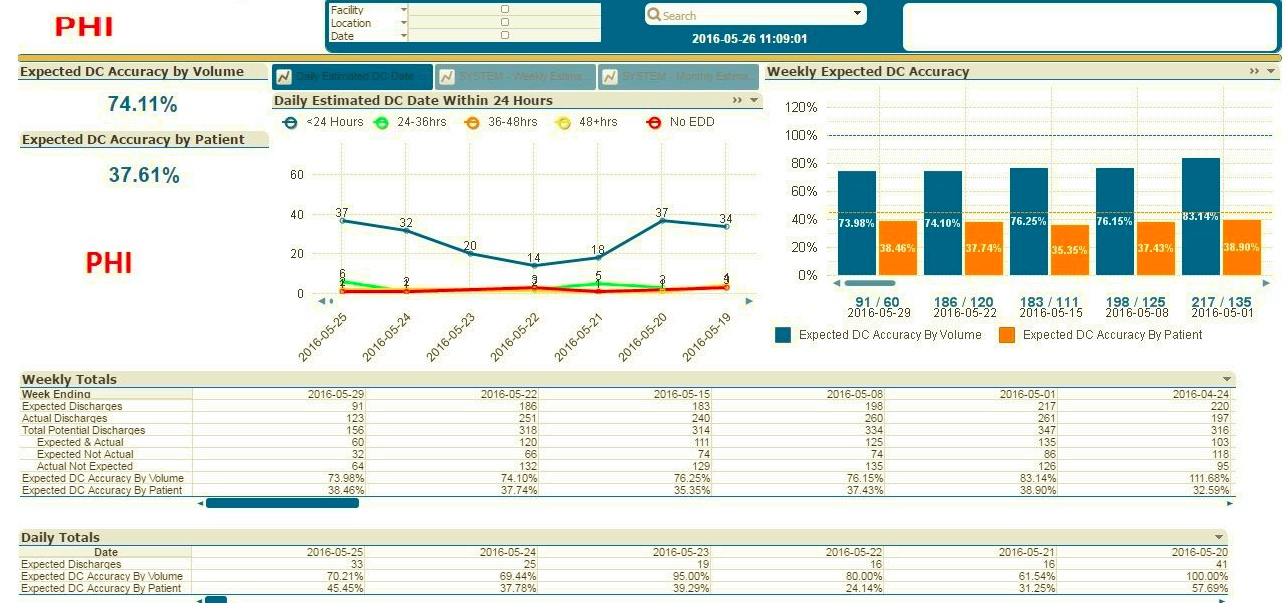 PHI
Facility
Location
Date
Search
2016-05-26 11:09:01
Expected DC Accuracy by Volume
74.11%
Expected DC Accuracy by Patient
37.61%
PHI
Daily Estimated DC Date
SYSTEM - Weekly Estima...
SYSTEM - Monthly Estima...
Daily Estimated DC Date Within 24 Hours
<24 Hours 24-36hrs 36-48hrs 48+hrs No EDD
60
40
20
0
37 32 20 14 18 37 34
6 5
2016-05-25 2016-05-24 2016-05-23 2016-05-22 2016-05-21 2016-05-20 2016-05-19
Weekly Expected DC Accuracy
120%
100%
80%
60%
40%
20%
0%
73.98% 38.46% 74.10% 37.74% 76.25% 35.35% 76.15% 37.43% 83.14% 38.90%
91 / 60 186 / 120 183 / 111 198 / 125 217 / 135
2016-05-29 2016-05-22 2016-05-15 2016-05-08 2016-05-01
Expected DC Accuracy By Volume Expected DC Accuracy By Patient
Weekly Totals
Week Ending 2016-05-29 2016-05-22 2016-05-15 2016-05-08 2016-05-01 2016-04-24
Expected Discharges 91 186 183 198 217 220
Actual Discharges 123 251 240 260 261 197
Total Potential Discharges 156 318 314 334 347 316
Expected & Actual 60 120 111 125 135 103
Expected Not Actual 32 66 74 74 86 118
Actual Not Expected 64 132 129 135 126 95
Expected DC Accuracy By Volume 73.98% 74.10% 76.25% 76.15% 83.14% 111.68%
Expected DC Accuracy By Patient 38.46% 37.74% 35.35% 37.43% 38.90% 32.59%
Daily Totals
Date 2016-05-25 2016-05-24 2016-05-23 2016-05-22 2016-05-21 2016-05-20
Expected Discharges 33 25 19 16 16 41
Expected DC Accuracy By Volume 70.21% 69.44% 95.00% 80.00% 61.54% 100.00%
Expected DC Accuracy By Patient 45.45% 37.78% 39.29% 24.14% 31.25% 57.69%